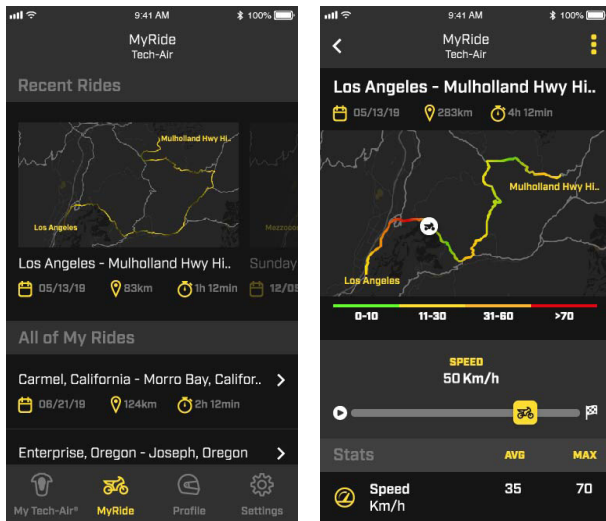 9:41 AM
100%
MyRide
Tech-Air
Recent Rides
Mulholland Hwy Hi..
Los Angeles
Los Angeles - Mulholland Hwy Hi..
05/13/19
83km
1h 12min
Sunday
All of My Rides
Carmel, California - Morro Bay, Califor..
06/21/19
124km
2h 12min
Enterprise, Oregon - Joseph, Oregon
My Tech-Air®
MyRide
Profile
Settings
9:41 AM
100%
MyRide
Tech-Air
Los Angeles - Mulholland Hwy Hi..
05/13/19
283km
4h 12min
Mulholland Hwy Hi..
Los Angeles
0-10 11-30 31-60 >70
SPEED
50 Km/h
Stats AVG MAX
Speed 35 70
Km/h